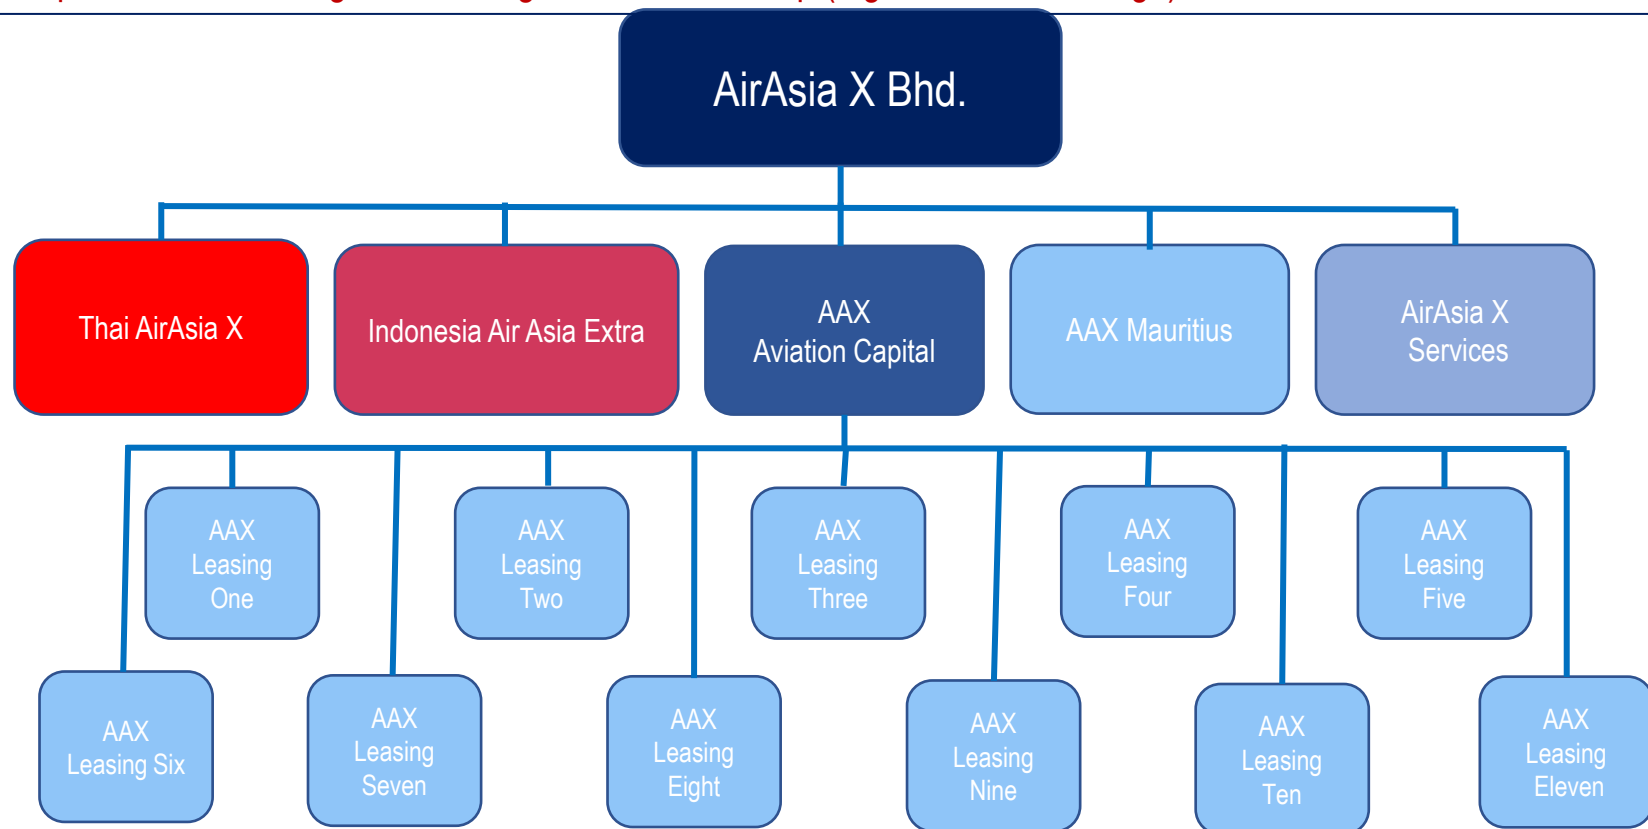 AirAsia X Bhd.
Thai AirAsia X
Indonesia Air Asia Extra
AAX
Aviation Capital
AAX Mauritius
AirAsia X
Services
AAX
Leasing
One
AAX
Leasing
Two
AAX
Leasing
Three
AAX
Leasing
Four
AAX
Leasing
Five
AAX
Leasing Six
AAX
Leasing
Seven
AAX
Leasing
Eight
AAX
Leasing
Nine
AAX
Leasing
Ten
AAX
Leasing
Eleven